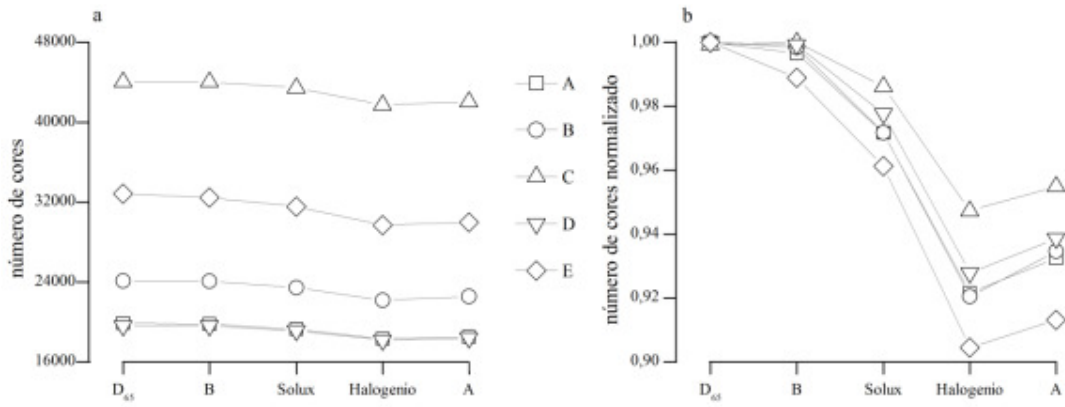 a
48000
40000
32000
24000
16000
número de cores
D65 B Solux Halogenio A
A
B
C
D
E
b
1,00
0,98
0,96
0,94
0,92
0,90
número de cores normalizado
D65 B Solux Halogenio A